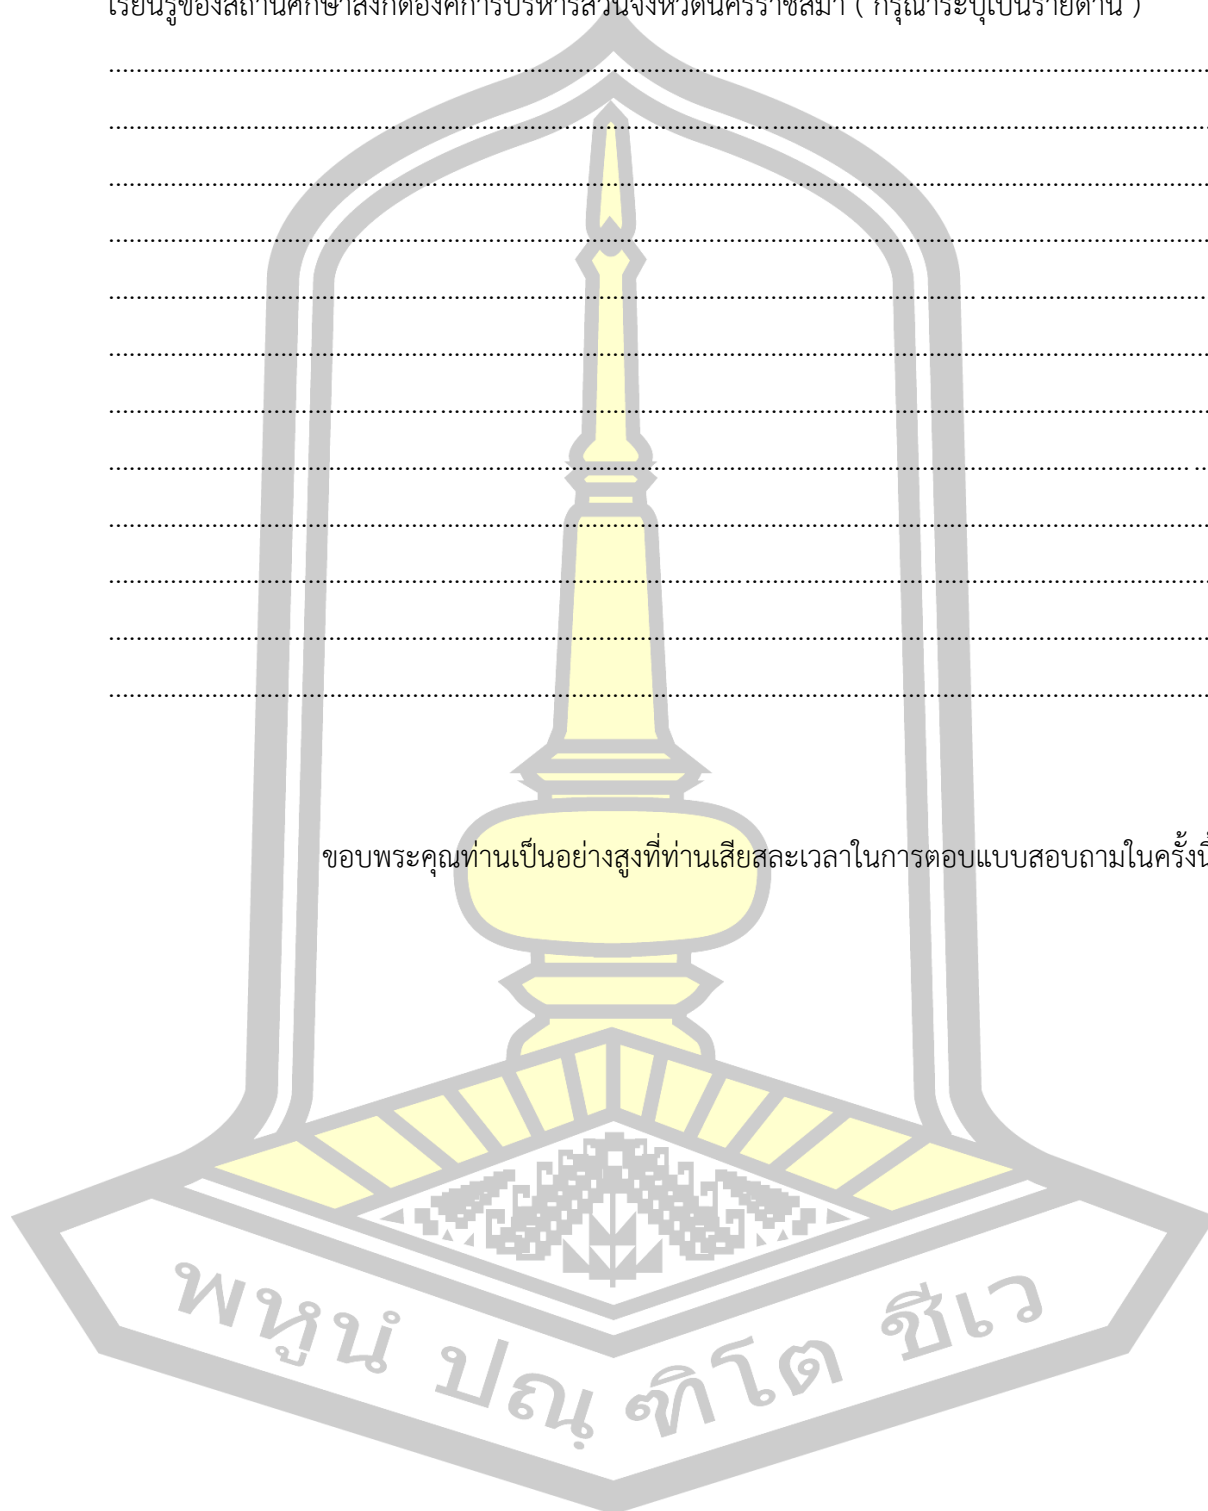 เรียนรู้ของสถานศึกษาสังกัดองค์การบริหารส่วนจังหวัดนครราชสีมา ( กรุณาระบุเป็นรายด้าน )
ขอบพระคุณท่านเป็นอย่างสูงที่ท่านเสียสละเวลาในการตอบแบบสอบถามในครั้งนี้
พหูนํ ปณฺฑิโต ชีเว